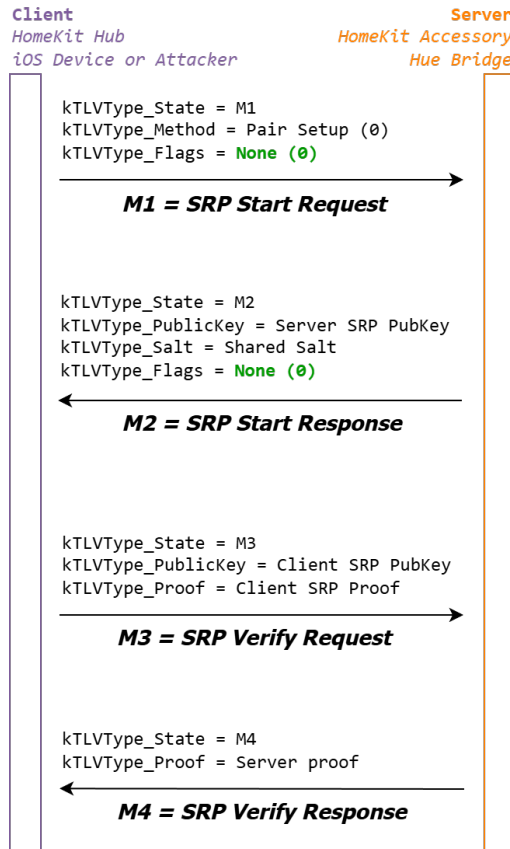 Client
HomeKit Hub
iOS Device or Attacker
Server
HomeKit Accessory
Hue Bridge
kTLVType_State = M1
kTLVType_Method = Pair Setup (0)
kTLVType_Flags = None (0)
M1 = SRP Start Request
kTLVType_State = M2
kTLVType_PublicKey = Server SRP PubKey
kTLVType_Salt = Shared Salt
kTLVType_Flags = None (0)
M2 = SRP Start Response
kTLVType_State = M3
kTLVType_PublicKey = Client SRP PubKey
kTLVType_Proof = Client SRP Proof
M3 = SRP Verify Request
kTLVType_State = M4
kTLVType_Proof = Server proof
M4 = SRP Verify Response